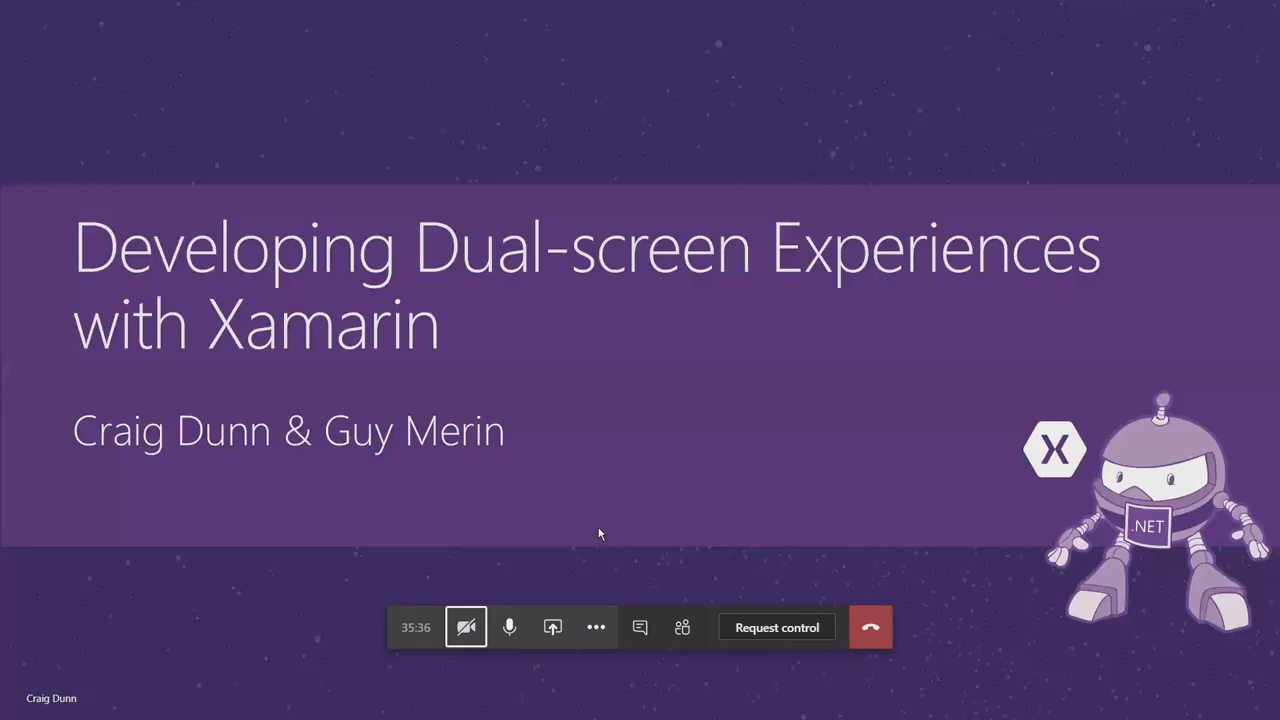 Developing Dual-screen Experiences
with Xamarin
Craig Dunn & Guy Merin
X
.NET
35:36
Request control
Craig Dunn